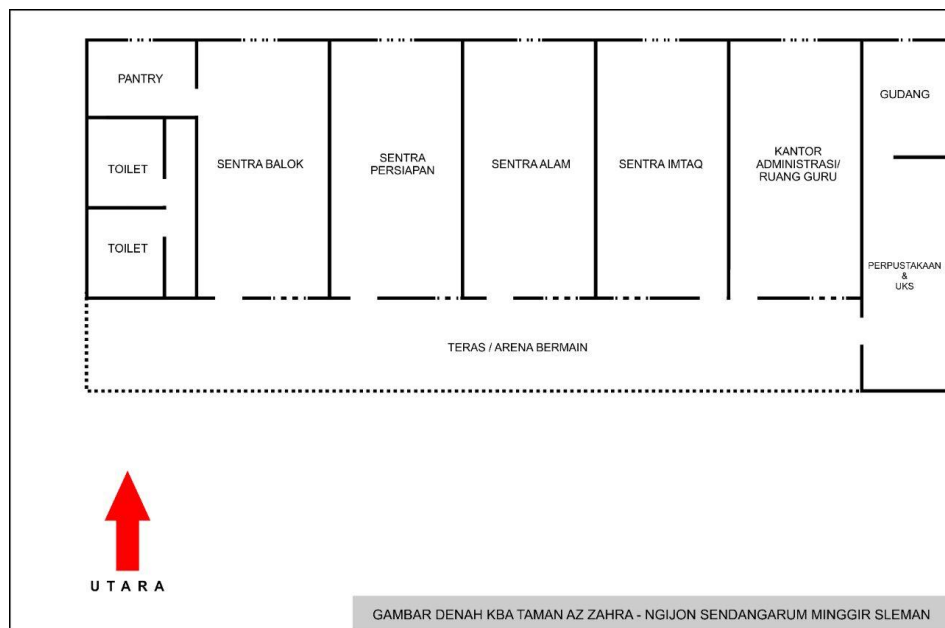 PANTRY
GUDANG
TOILET
SENTRA BALOK
SENTRA
PERSIAPAN
SENTRA ALAM
SENTRA IMTAQ
KANTOR
ADMINISTRASI/
RUANG GURU
TOILET
PERPUSTAKAAN
&
UKS
TERAS / ARENA BERMAIN
UTARA
GAMBAR DENAH KBA TAMAN AZ ZAHRA - NGIJON SENDANGARUM MINGGIR SLEMAN